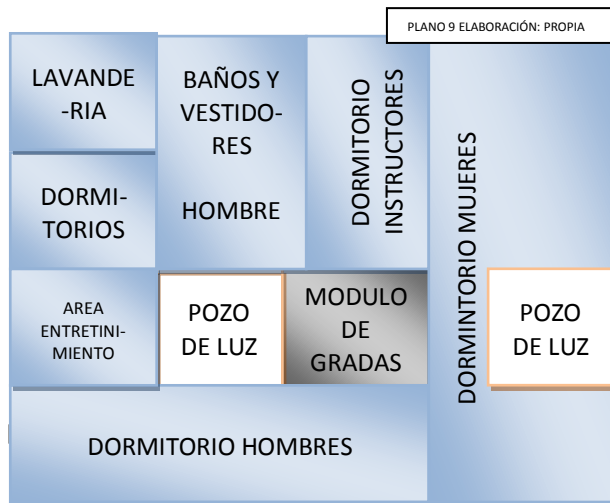 PLANO 9 ELABORACIÓN: PROPIA
LAVANDE
-RIA
BAÑOS Y
VESTIDO-
RES
HOMBRE
DORMITORIO
INSTRUCTORES
DORMINTORIO MUJERES
DORMI-
TORIOS
AREA
ENTRETINI-
MIENTO
POZO
DE LUZ
MODULO
DE
GRADAS
POZO
DE LUZ
DORMITORIO HOMBRES